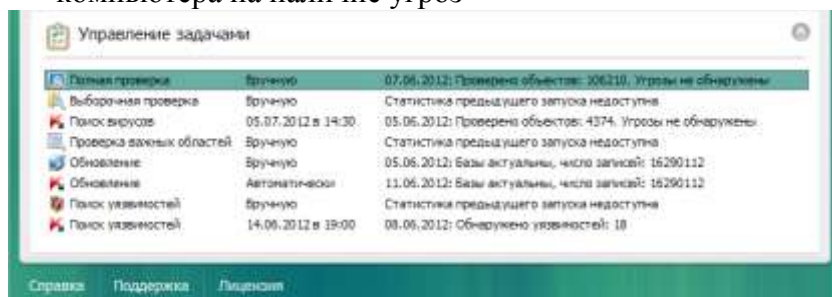 компьютера на наличие угроз
Управление задачами
Полная проверка Вручную 07.06.2012: Проверено объектов: 106210. Угрозы не обнаружены
Выборочная проверка Вручную Статистика предыдущего запуска недоступна
Поиск вирусов 05.07.2012 в 14:30 05.06.2012: Проверено объектов: 4374. Угрозы не обнаружены
Проверка важных областей Вручную Статистика предыдущего запуска недоступна
Обновление Вручную 05.06.2012: Базы актуальны, число записей: 16290112
Обновление Автоматически 11.06.2012: Базы актуальны, число записей: 16290112
Поиск уязвимостей Вручную Статистика предыдущего запуска недоступна
Поиск уязвимостей 14.06.2012 в 19:00 08.06.2012: Обнаружено уязвимостей: 18
Справка Поддержка Лицензия